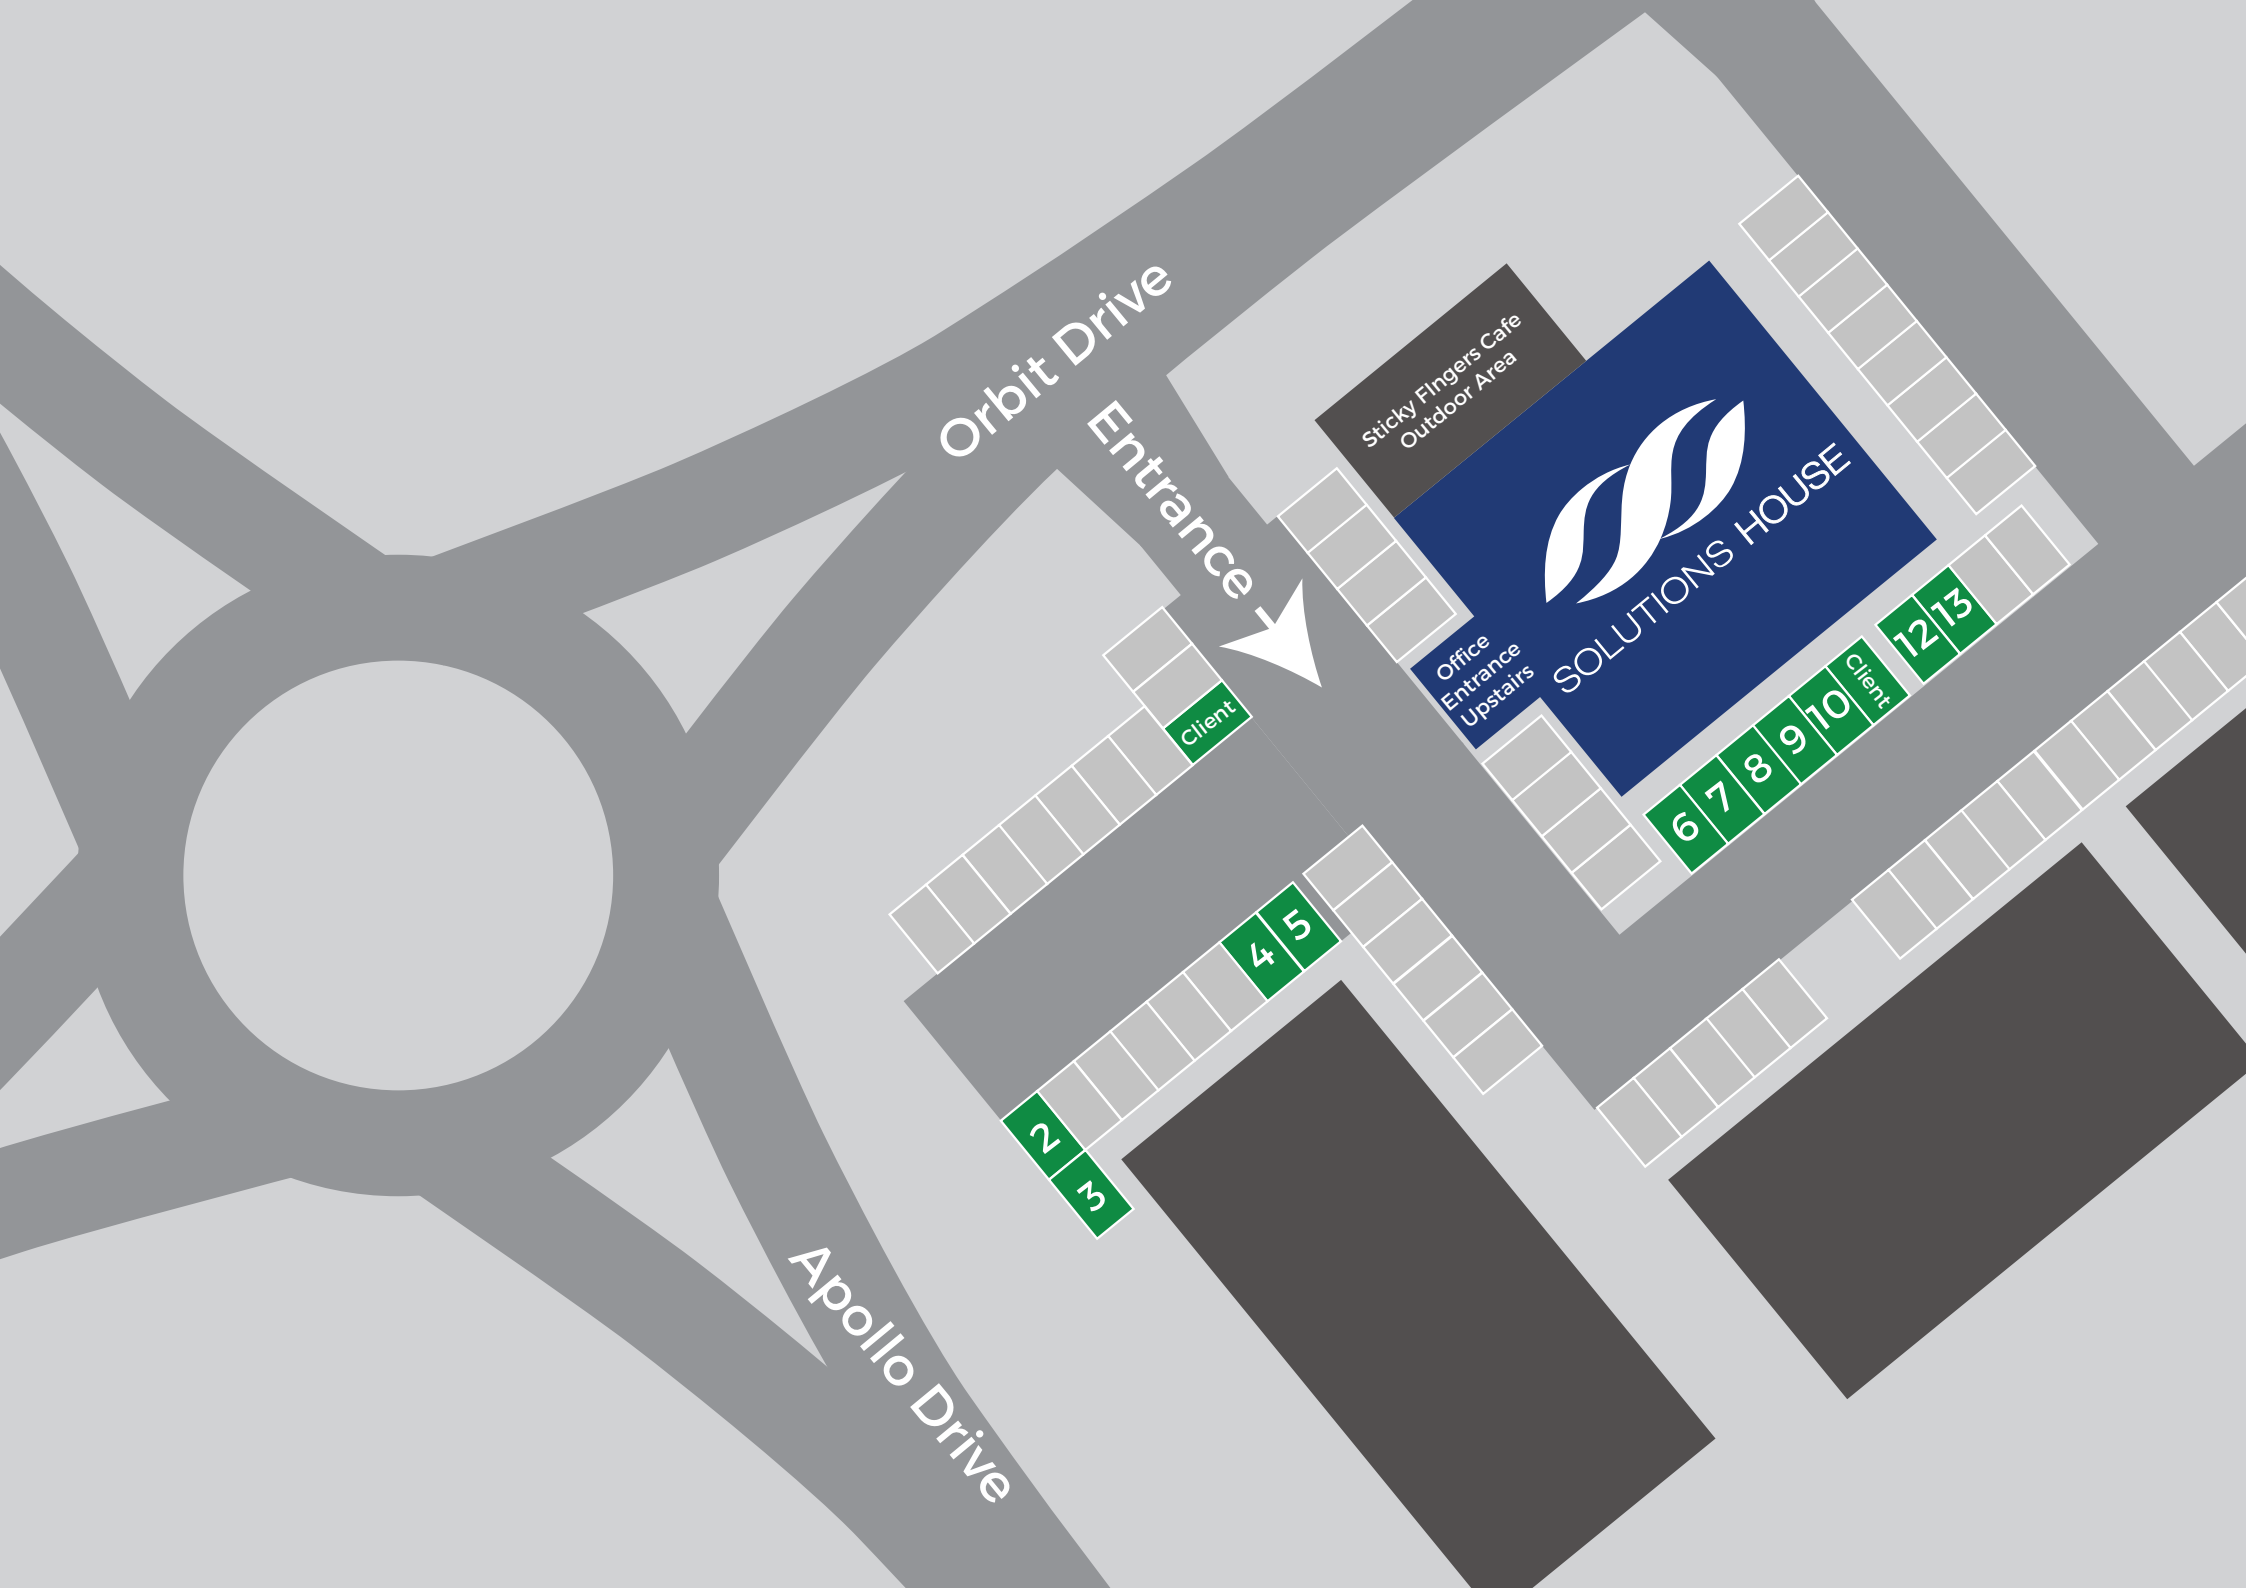 Orbit Drive
Entrance
Sticky FIngers Cafe
Outdoor Area
SOLUTIONS HOUSE
Office
Entrance
Upstairs
Client
12
13
Client
10
9
8
7
6
5
4
2
3
Apollo Drive